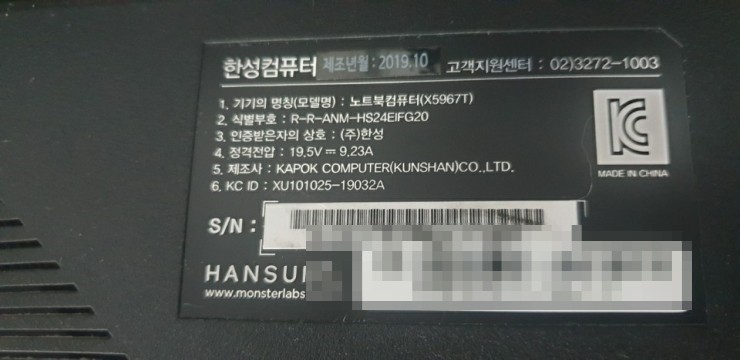 한성컴퓨터 제조년월 : 2019.10 고객지원센터 : 02)3272-1003
1. 기기의 명칭(모델명) : 노트북컴퓨터(X5967T)
2. 식별부호 : R-R-ANM-HS24EIFG20
3. 인증받은자의 상호 : (주)한성
4. 정격전압 : 19.5V⎓9.23A
5. 제조사 : KAPOK COMPUTER(KUNSHAN)CO.,LTD.
6. KC ID : XU101025-19032A
KC
MADE IN CHINA
S/N :
HANSU
www.monsterlabs